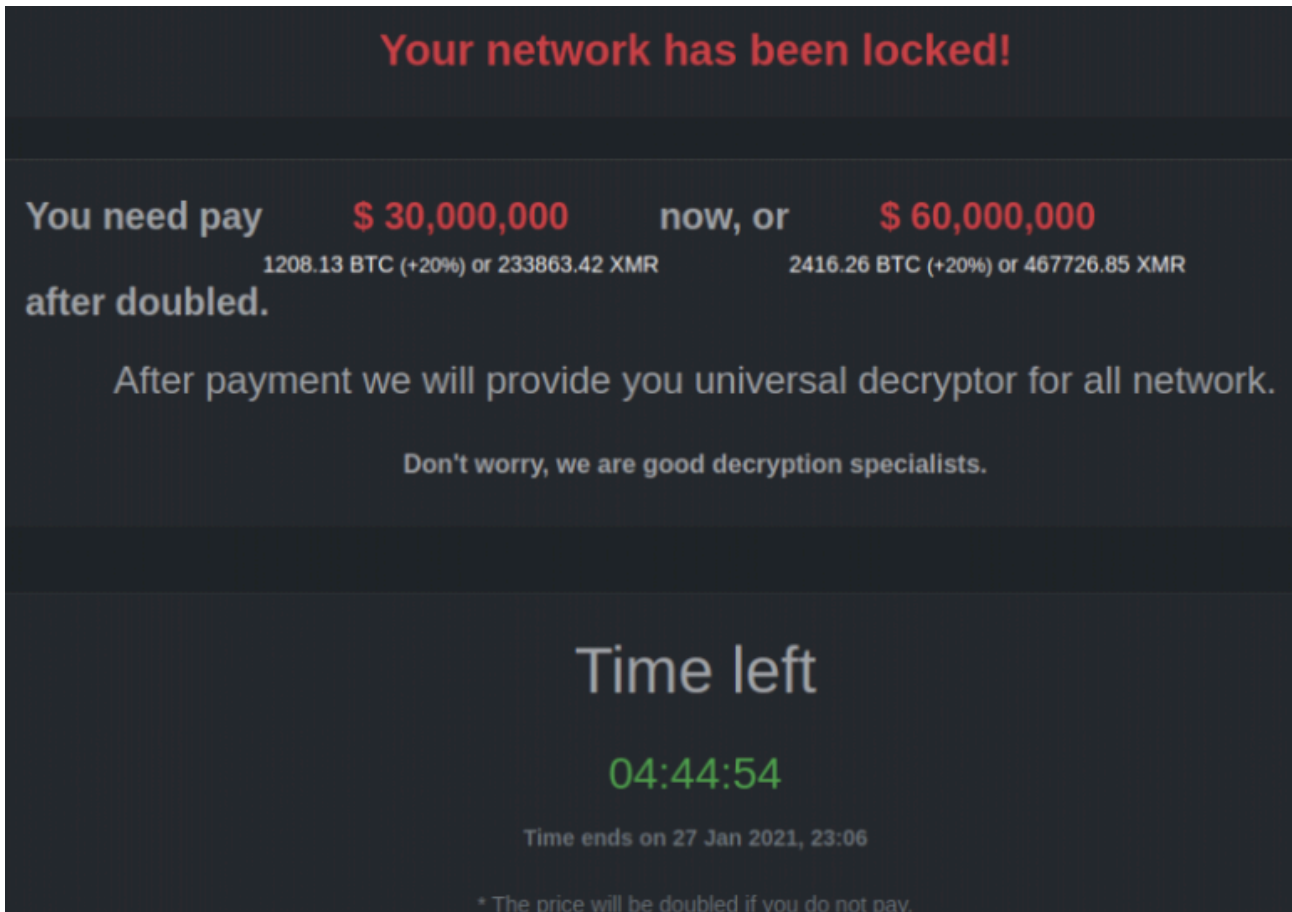 Your network has been locked!
You need pay $ 30,000,000 now, or $ 60,000,000
1208.13 BTC (+20%) or 233863.42 XMR 2416.26 BTC (+20%) or 467726.85 XMR
after doubled.
After payment we will provide you universal decryptor for all network.
Don't worry, we are good decryption specialists.
Time left
04:44:54
Time ends on 27 Jan 2021, 23:06
* The price will be doubled if you do not pay.